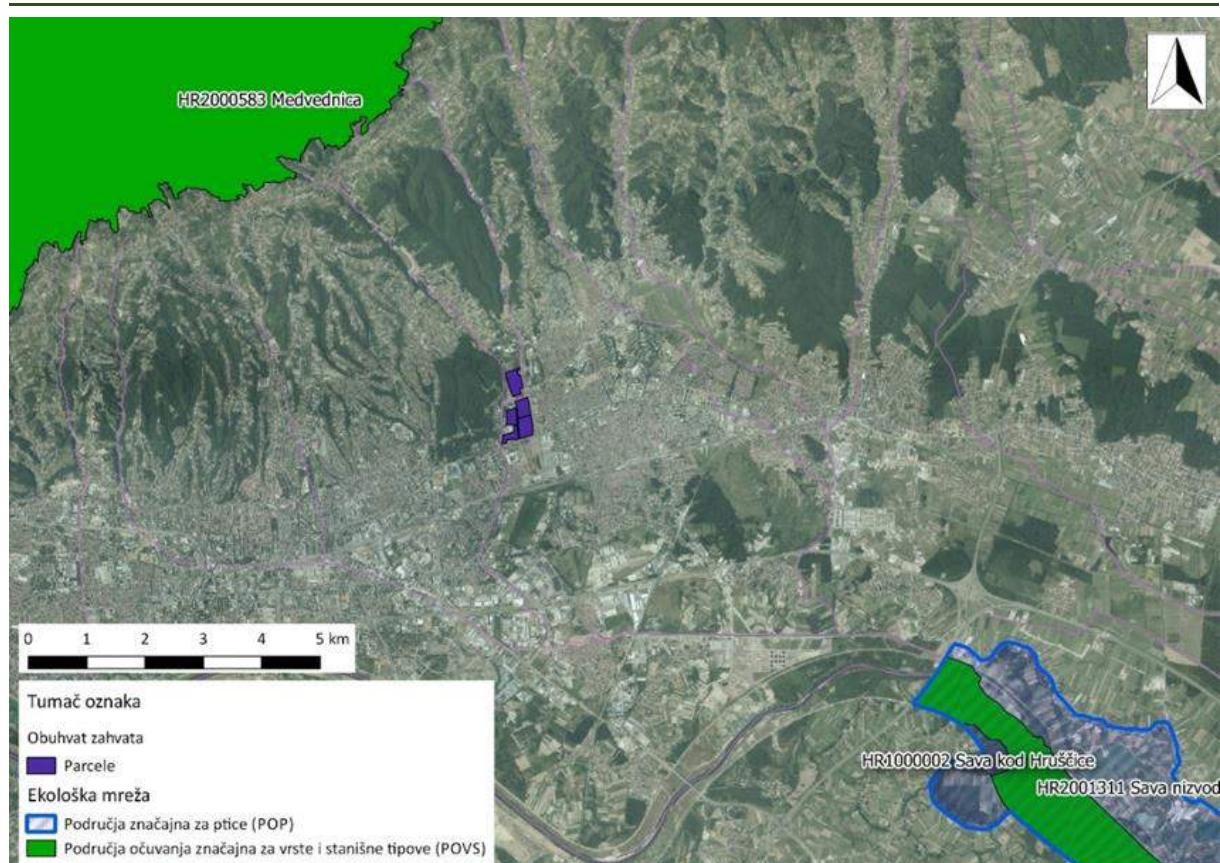 HR2000583 Medvednica
0 1 2 3 4 5 km
Tumač oznaka
Obuhvat zahvata
Parcele
Ekološka mreža
Područja značajna za ptice (POP)
Područja očuvanja značajna za vrste i stanišne tipove (POVS)
HR1000002 Sava kod Hruščice
HR2001311 Sava nizvod